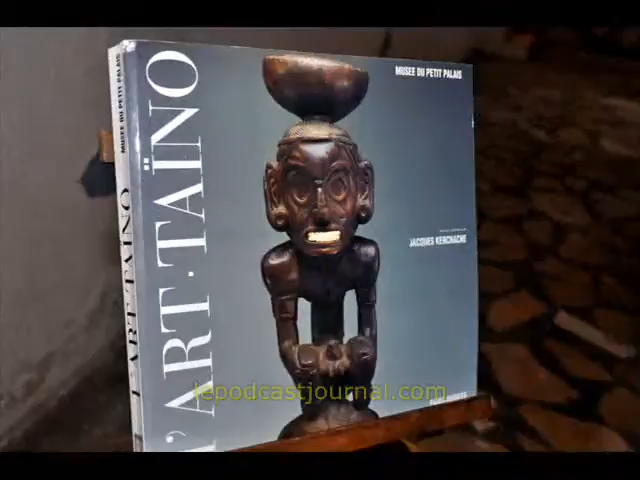 MUSEE DU PETIT PALAIS
L'ART TAÏNO
L'ART·TAÏNO
MUSEE DU PETIT PALAIS
JACQUES KERCHACHE
lepodcastjournal.com